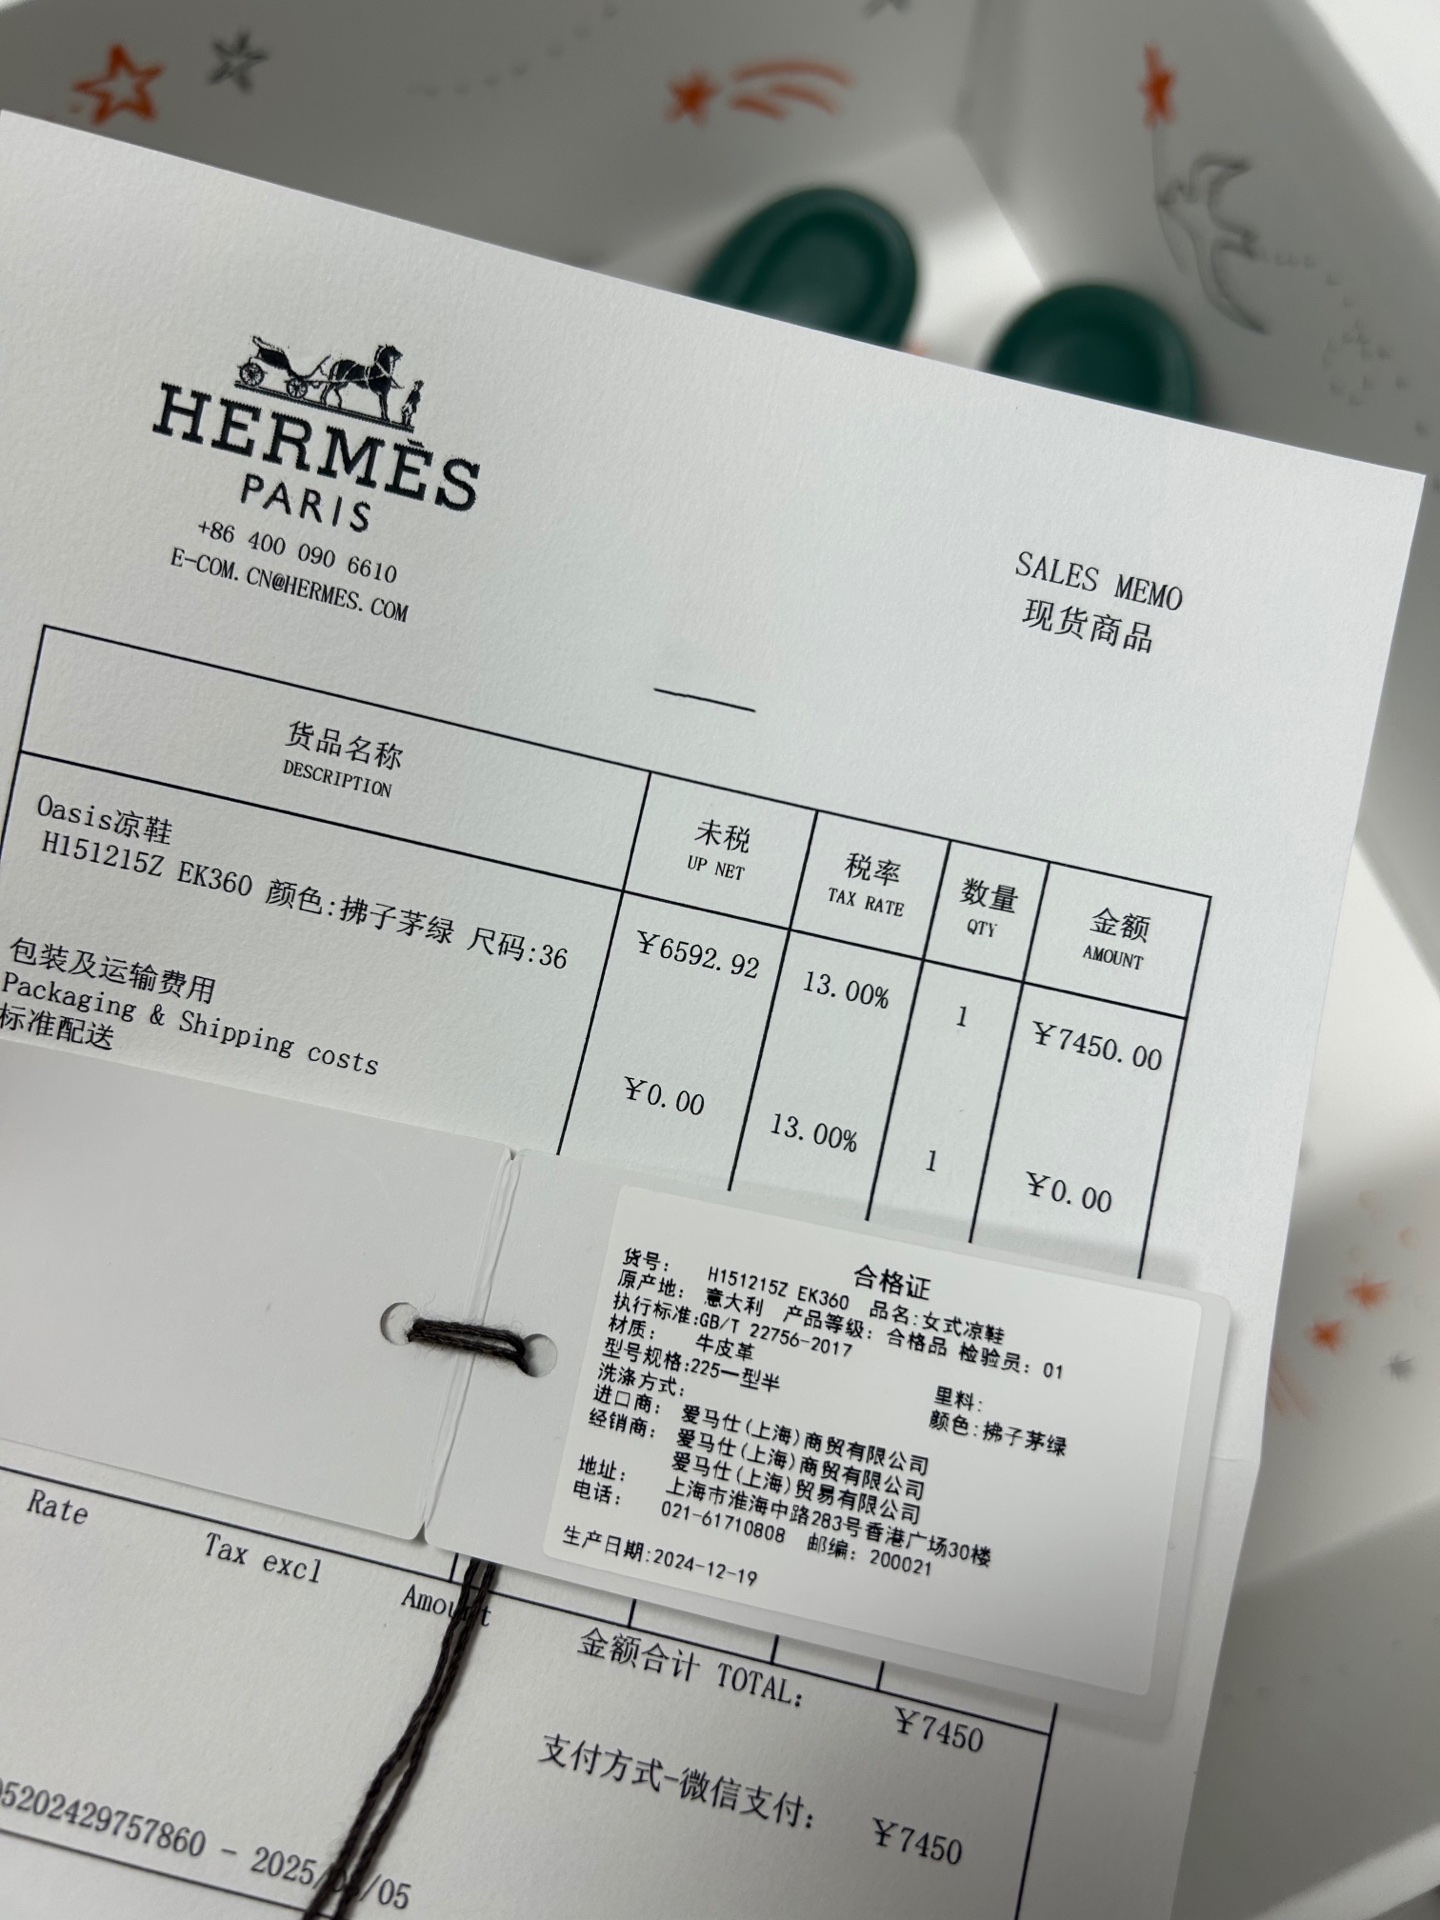 HERMÈS
PARIS
+86 400 090 6610
E-COM.CN@HERMES.COM
SALES MEMO
现货商品
货品名称
DESCRIPTION
未税
UP NET
税率
TAX RATE
数量
QTY
金额
AMOUNT
Oasis凉鞋
H151215Z EK360 颜色:拂子茅绿 尺码:36
¥6592.92 13.00% 1 ¥7450.00
包装及运输费用
Packaging & Shipping costs
标准配送
¥0.00 13.00% 1 ¥0.00
合格证
货号: H151215Z EK360 品名:女式凉鞋
原产地: 意大利 产品等级: 合格品 检验员: 01
执行标准:GB/T 22756-2017
材质: 牛皮革 里料:
型号规格:225一型半 颜色:拂子茅绿
洗涤方式:
进口商: 爱马仕(上海)商贸有限公司
经销商: 爱马仕(上海)商贸有限公司
爱马仕(上海)贸易有限公司
地址: 上海市淮海中路283号香港广场30楼
电话: 021-61710808 邮编: 200021
生产日期:2024-12-19
Rate Tax excl Amount
金额合计 TOTAL: ¥7450
支付方式-微信支付: ¥7450
5202429757860 - 2025/ /05